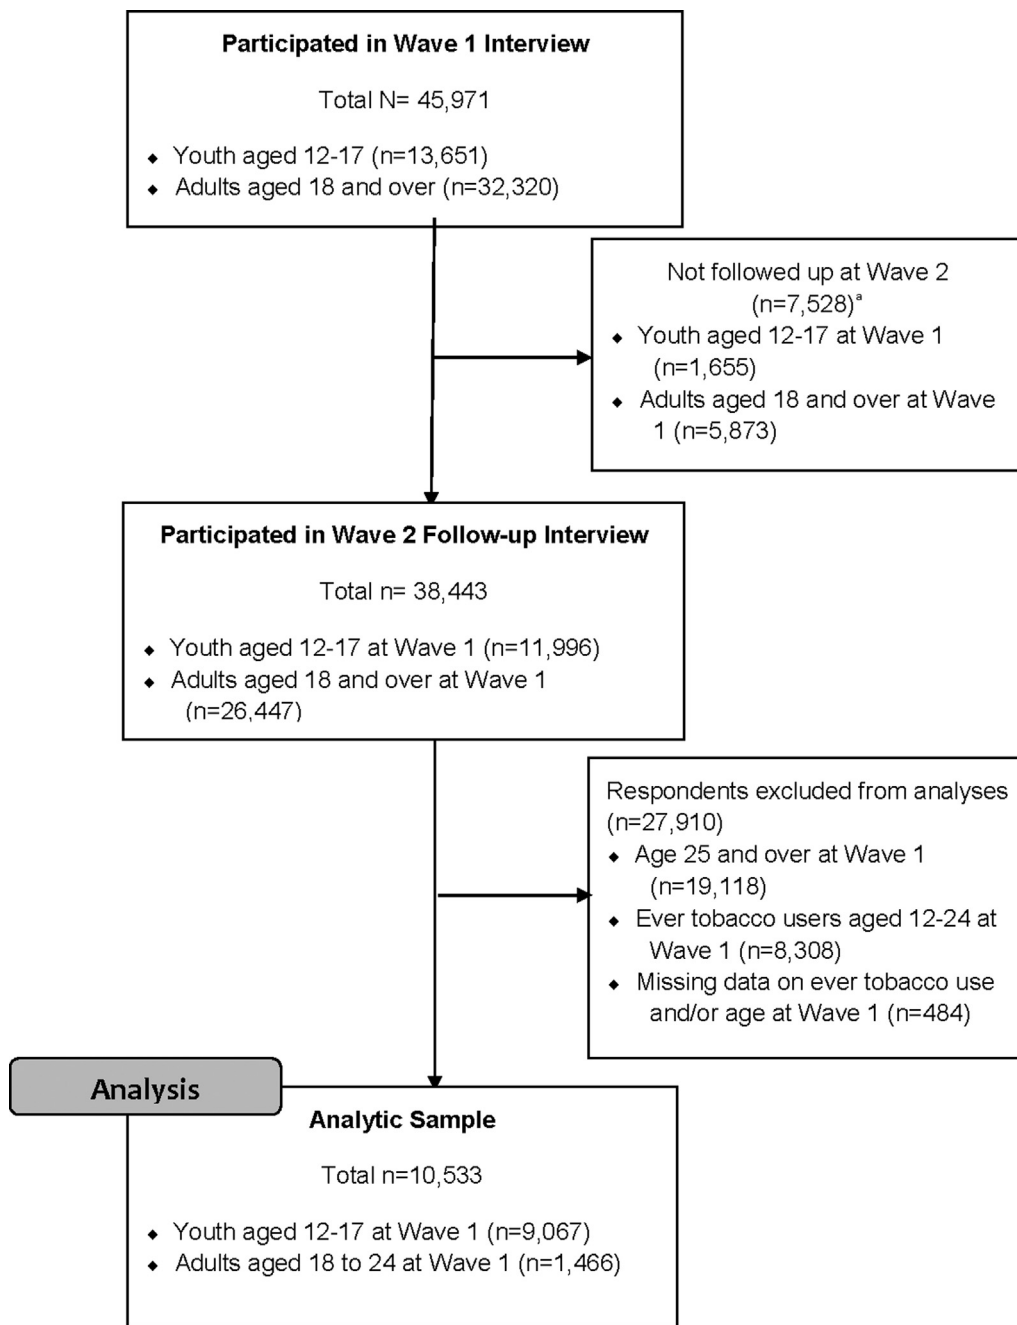 Participated in Wave 1 Interview
Total N= 45,971
⬥ Youth aged 12-17 (n=13,651)
⬥ Adults aged 18 and over (n=32,320)
Not followed up at Wave 2
(n=7,528)ª
⬥ Youth aged 12-17 at Wave 1
(n=1,655)
⬥ Adults aged 18 and over at Wave
1 (n=5,873)
Participated in Wave 2 Follow-up Interview
Total n= 38,443
⬥ Youth aged 12-17 at Wave 1 (n=11,996)
⬥ Adults aged 18 and over at Wave 1
(n=26,447)
Respondents excluded from analyses
(n=27,910)
⬥ Age 25 and over at Wave 1
(n=19,118)
⬥ Ever tobacco users aged 12-24 at
Wave 1 (n=8,308)
⬥ Missing data on ever tobacco use
and/or age at Wave 1 (n=484)
Analysis
Analytic Sample
Total n=10,533
⬥ Youth aged 12-17 at Wave 1 (n=9,067)
⬥ Adults aged 18 to 24 at Wave 1 (n=1,466)